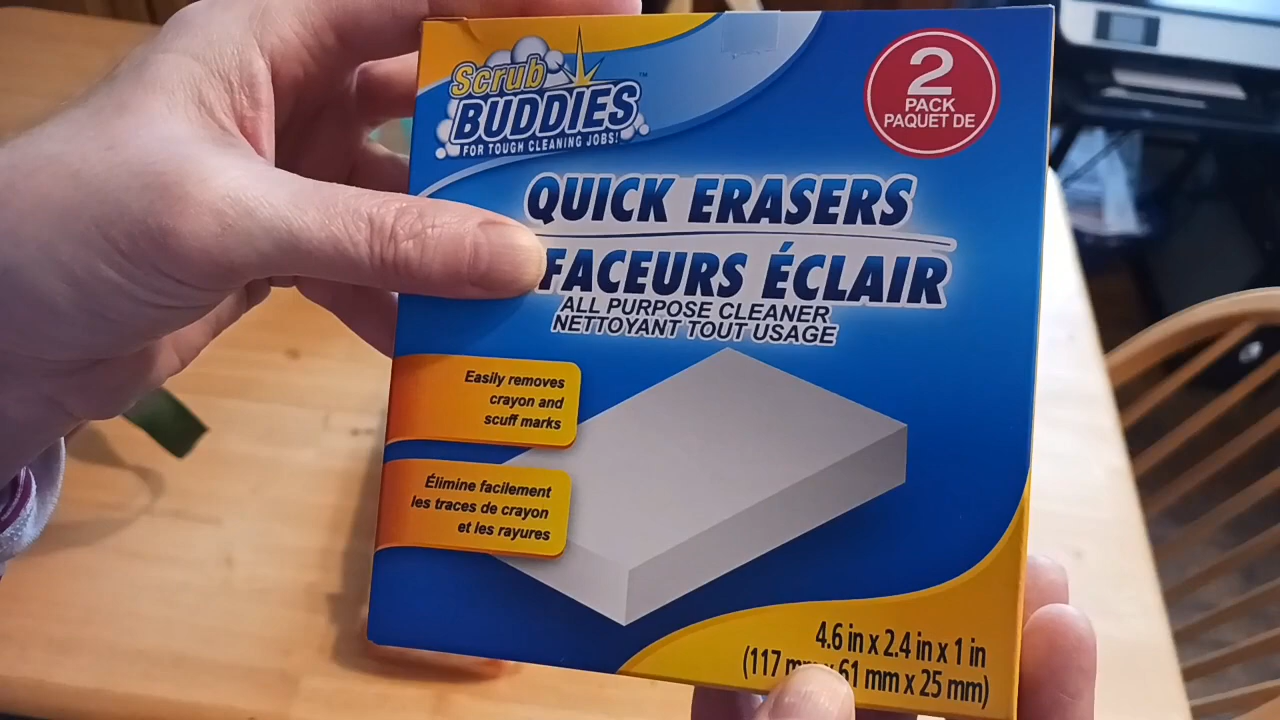 Scrub
BUDDIES
™
FOR TOUGH CLEANING JOBS!
2
PACK
PAQUET DE
QUICK ERASERS
FACEURS ÉCLAIR
ALL PURPOSE CLEANER
NETTOYANT TOUT USAGE
Easily removes
crayon and
scuff marks
Élimine facilement
les traces de crayon
et les rayures
4.6 in x 2.4 in x 1 in
(117 61 mm x 25 mm)